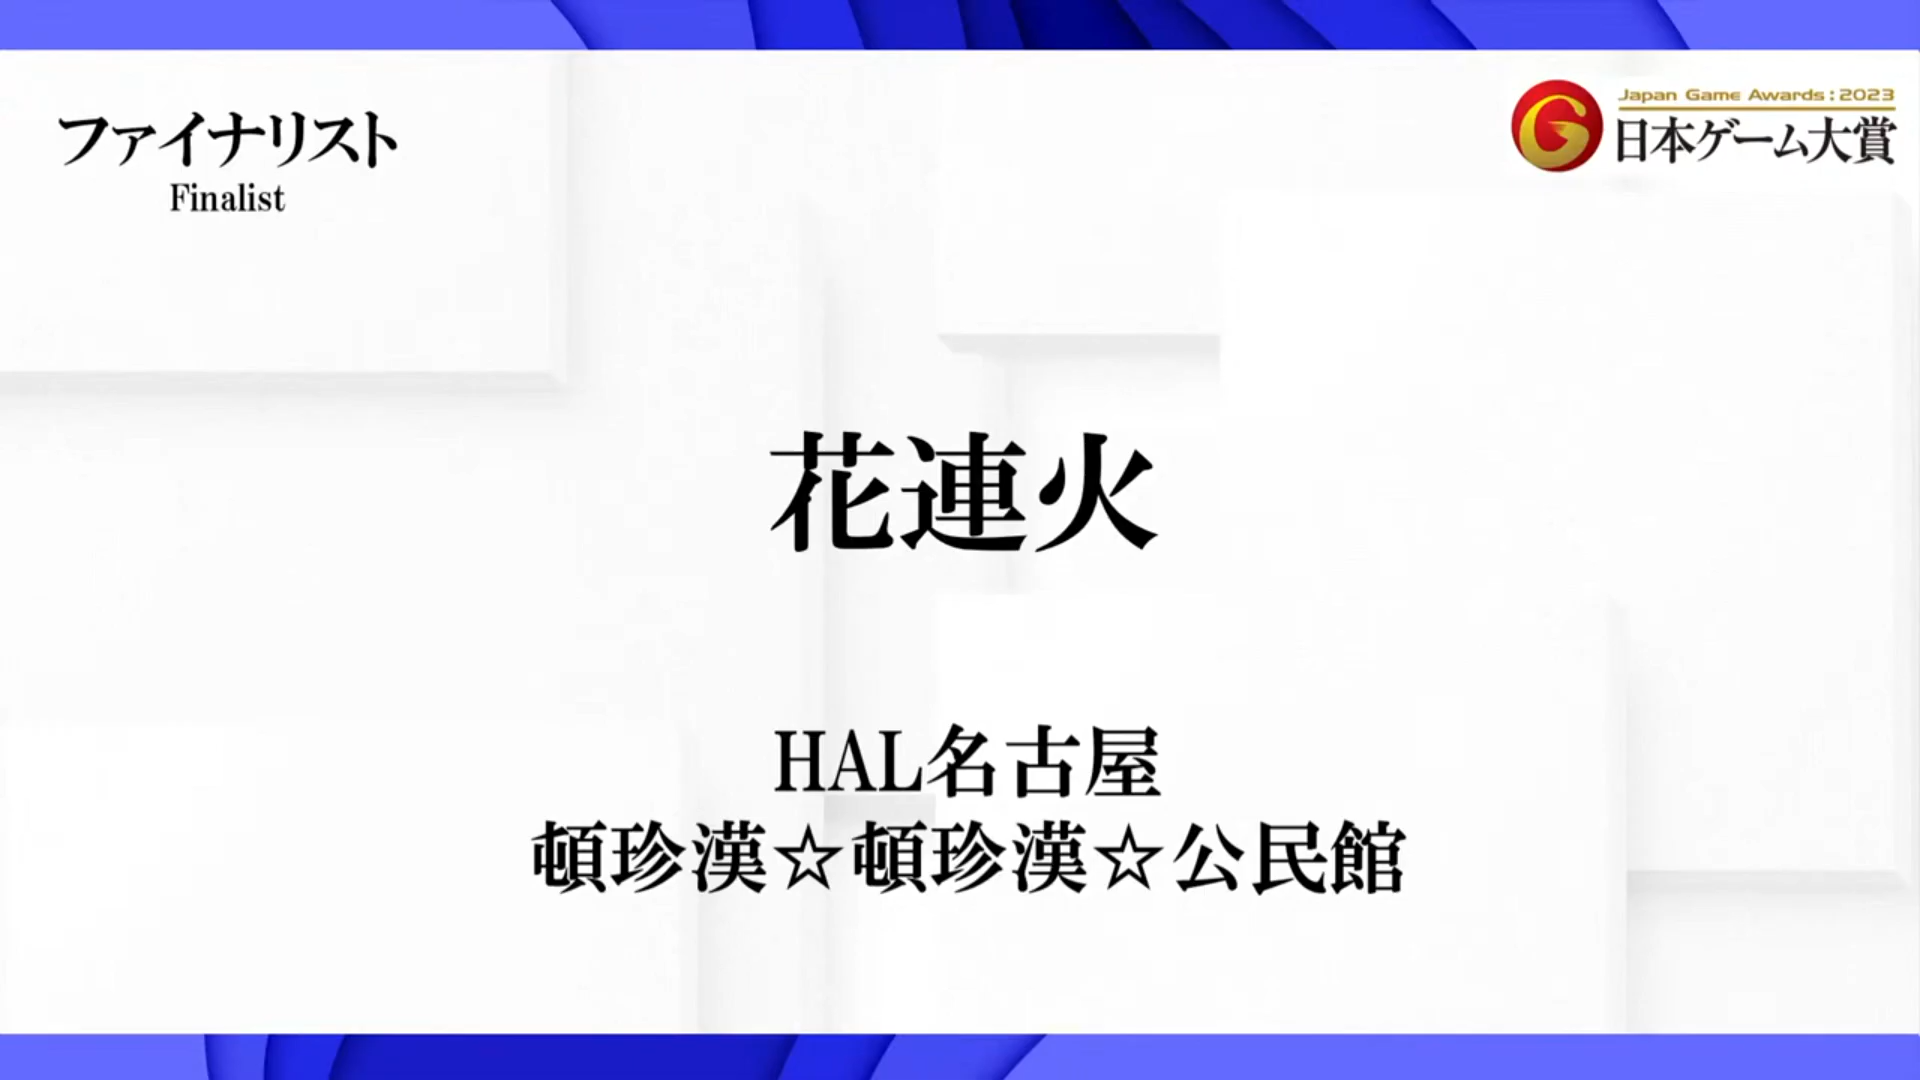 ファイナリスト
Finalist
Japan Game Awards:2023
日本ゲーム大賞
花連火
HAL名古屋
頓珍漢☆頓珍漢☆公民館